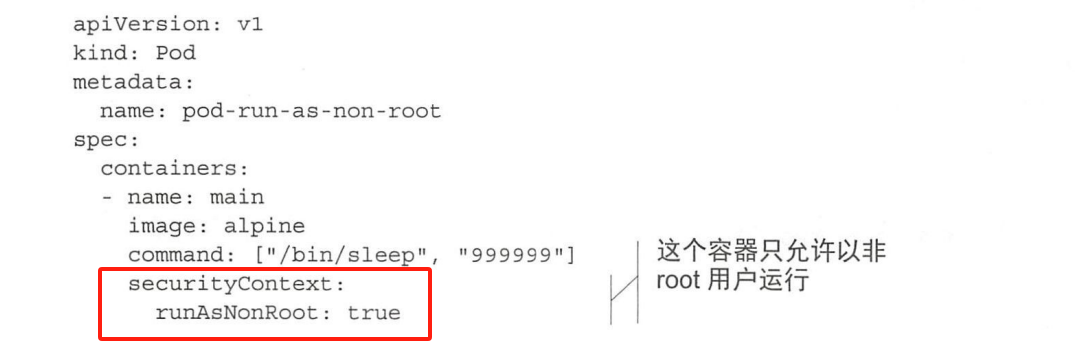 apiVersion: v1
kind: Pod
metadata:
  name: pod-run-as-non-root
spec:
  containers:
  - name: main
    image: alpine
    command: ["/bin/sleep", "999999"]
    securityContext:
      runAsNonRoot: true
这个容器只允许以非
root 用户运行